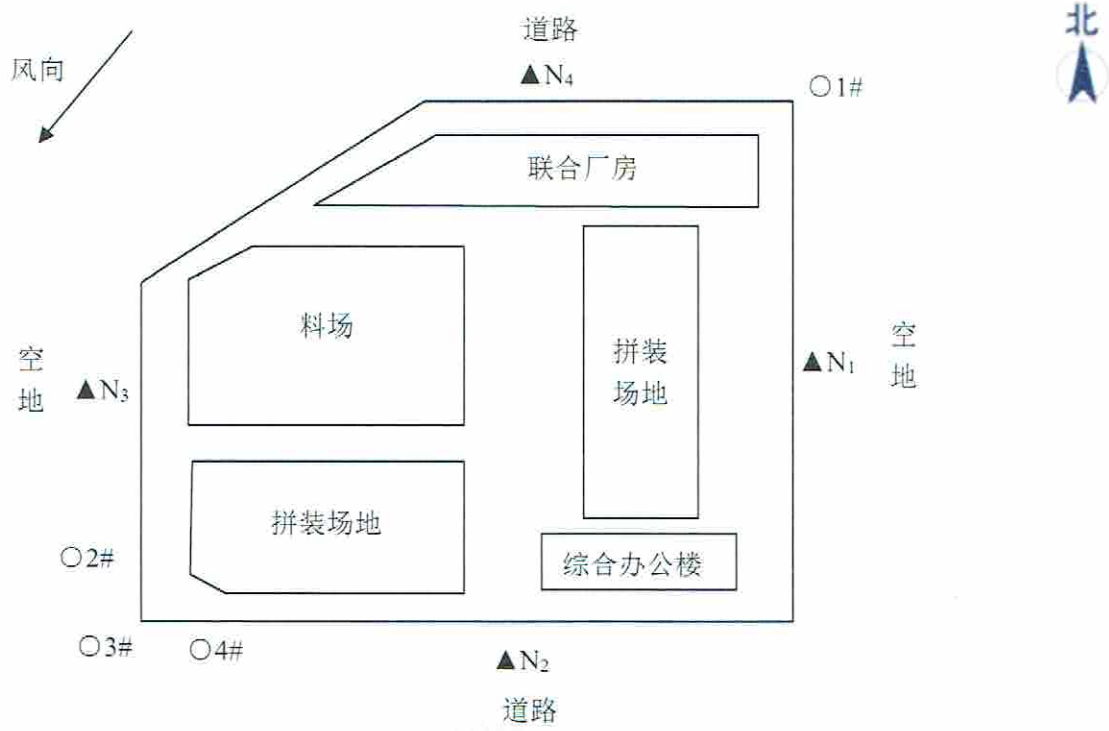 道路
北
风向
▲N₄
○1#
联合厂房
料场
拼装
场地
空
地
▲N₃
▲N₁
空
地
拼装场地
○2#
综合办公楼
○3#
○4#
▲N₂
道路